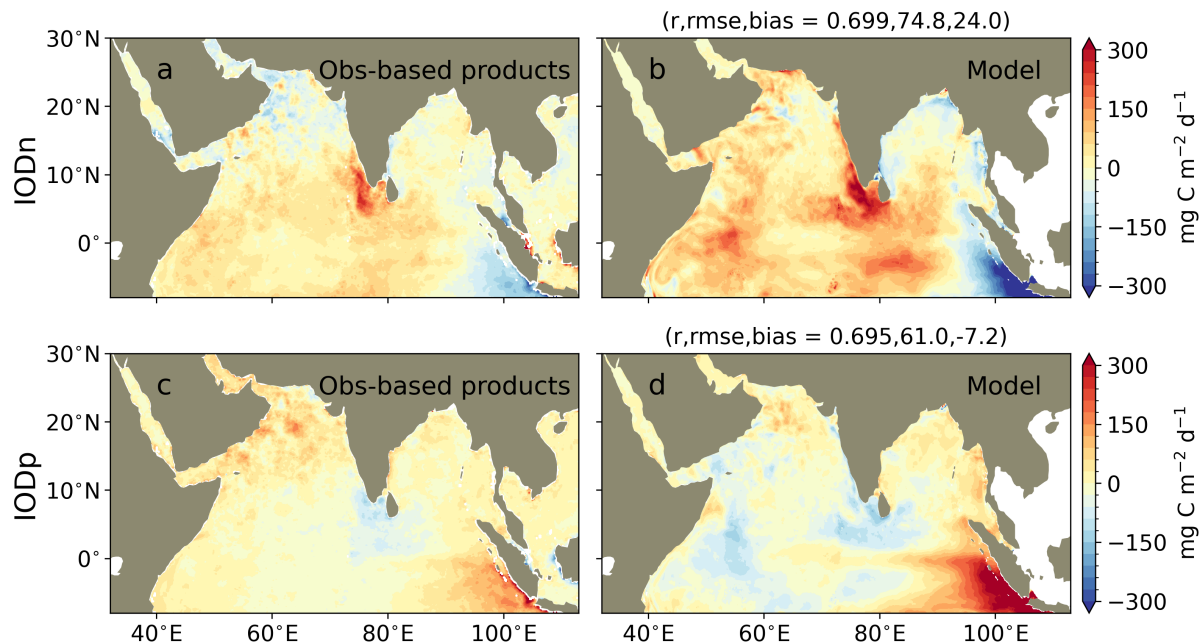 (r,rmse,bias = 0.699,74.8,24.0)
30°N
20°N
10°N
0°
IODn
a
Obs-based products
b
Model
300
150
0
−150
−300
mg C m⁻² d⁻¹
(r,rmse,bias = 0.695,61.0,-7.2)
30°N
20°N
10°N
0°
IODp
c
Obs-based products
d
Model
300
150
0
−150
−300
mg C m⁻² d⁻¹
40°E
60°E
80°E
100°E
40°E
60°E
80°E
100°E